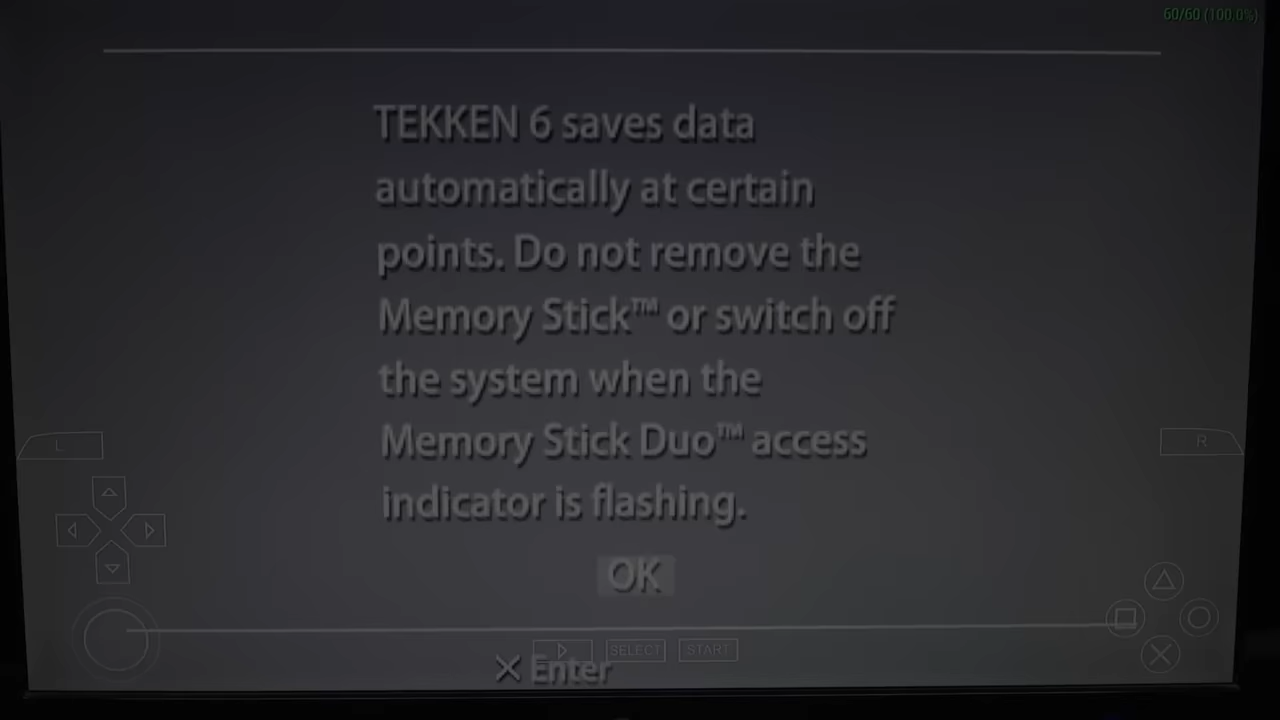 60/60 (100.0%)
TEKKEN 6 saves data
automatically at certain
points. Do not remove the
Memory Stick™ or switch off
the system when the
Memory Stick Duo™ access
indicator is flashing.
OK
L
R
SELECT
START
X Enter